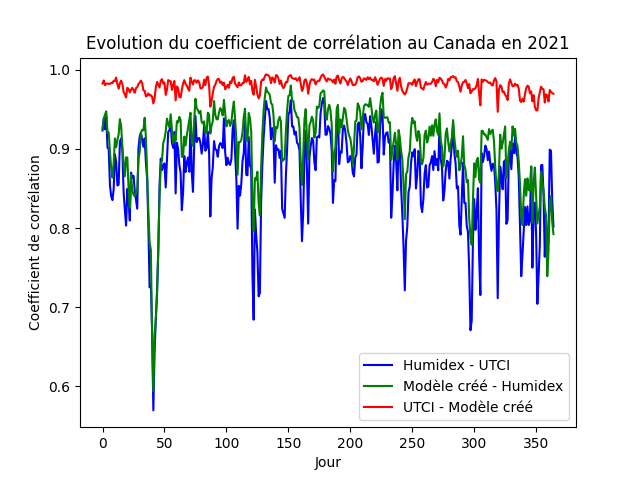 Evolution du coefficient de corrélation au Canada en 2021
Coefficient de corrélation
1.0
0.9
0.8
0.7
0.6
Humidex - UTCI
Modèle créé - Humidex
UTCI - Modèle créé
0 50 100 150 200 250 300 350
Jour